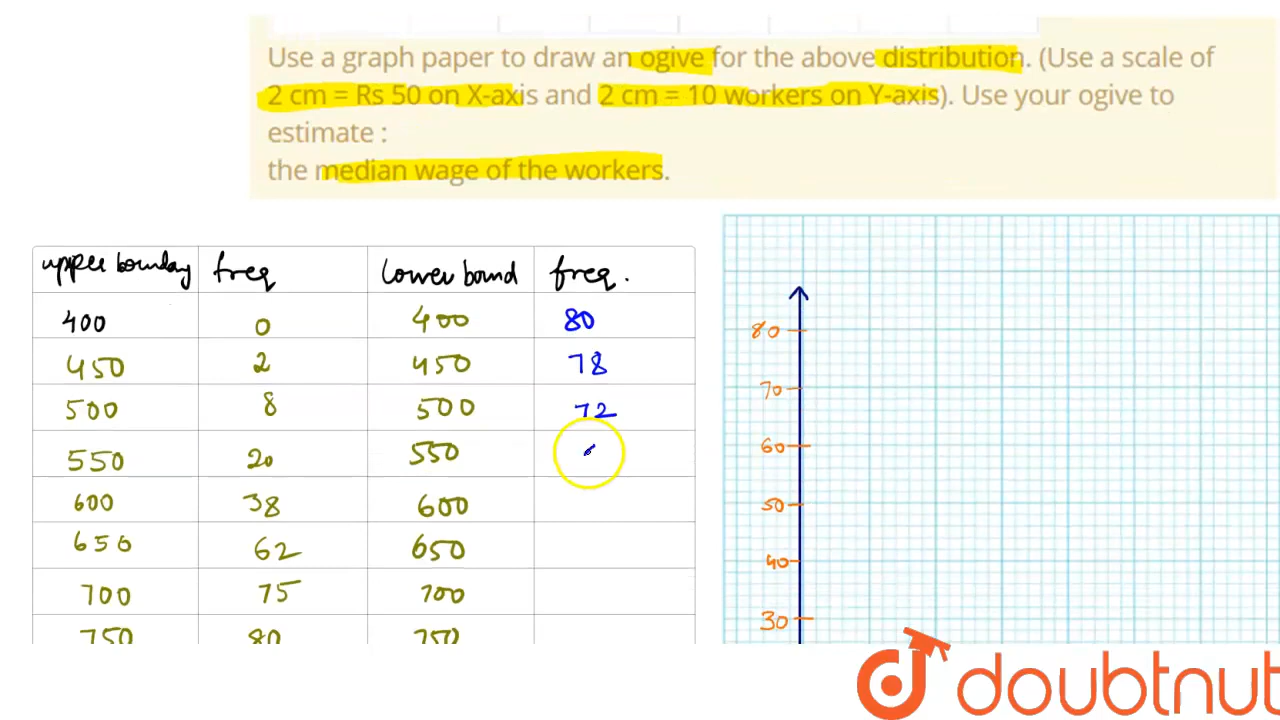 Use a graph paper to draw an ogive for the above distribution. (Use a scale of
2 cm = Rs 50 on X-axis and 2 cm = 10 workers on Y-axis). Use your ogive to
estimate :
the median wage of the workers.
upper bounday freq lower bound freq.
400 0 400 80
450 2 450 78
500 8 500 72
550 20 550
600 38 600
650 62 650
700 75 700
750 80 750
80
70
60
50
40
30
doubtnut